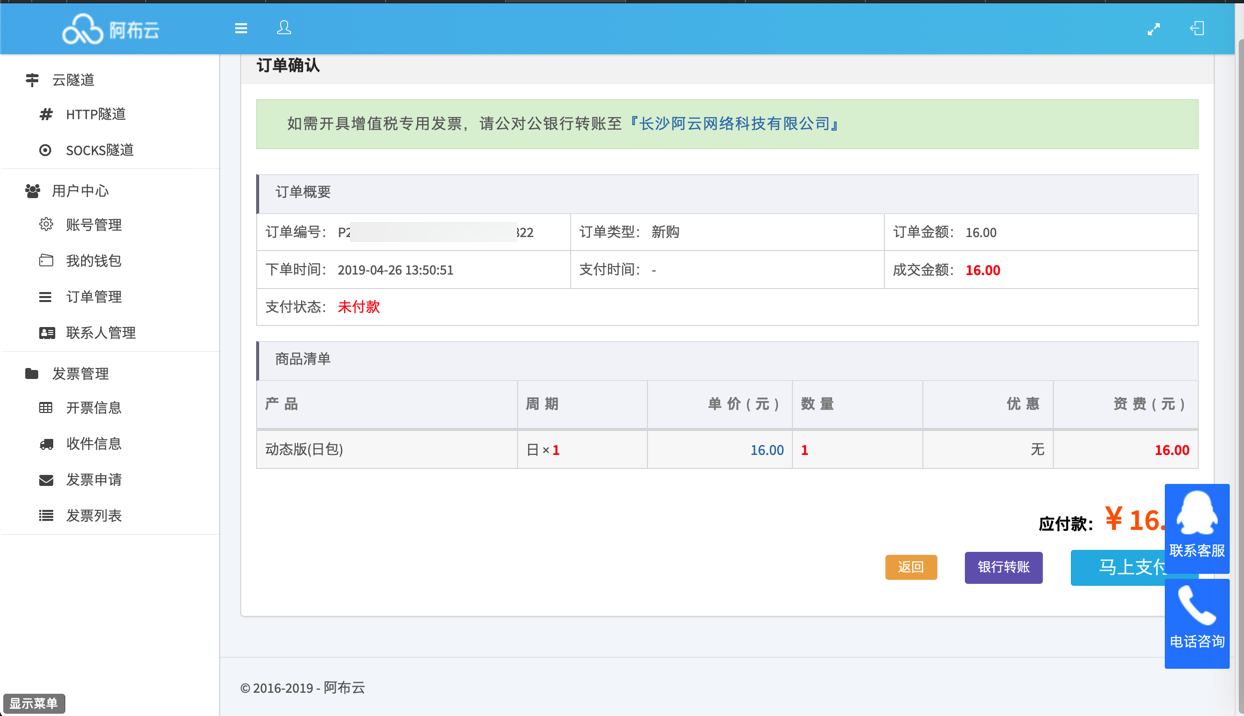 阿布云
云隧道
HTTP隧道
SOCKS隧道
用户中心
账号管理
我的钱包
订单管理
联系人管理
发票管理
开票信息
收件信息
发票申请
发票列表
显示菜单
订单确认
如需开具增值税专用发票，请公对公银行转账至『长沙阿云网络科技有限公司』
订单概要
订单编号： P2 322 订单类型： 新购 订单金额： 16.00
下单时间： 2019-04-26 13:50:51 支付时间： - 成交金额： 16.00
支付状态： 未付款
商品清单
产品 周期 单价(元) 数量 优惠 资费(元)
动态版(日包) 日 × 1 16.00 1 无 16.00
应付款： ¥ 16.
返回 银行转账 马上支付
联系客服
电话咨询
© 2016-2019 - 阿布云